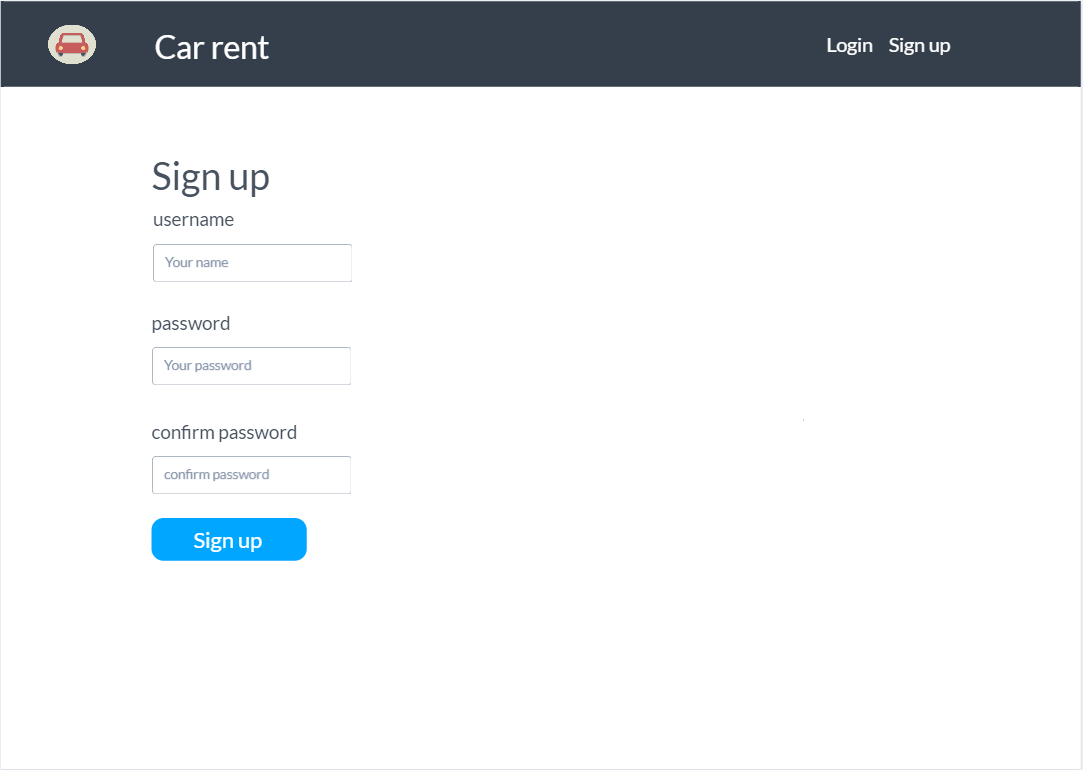 Car rent
Login Sign up
Sign up
username
Your name
password
Your password
confirm password
confirm password
Sign up